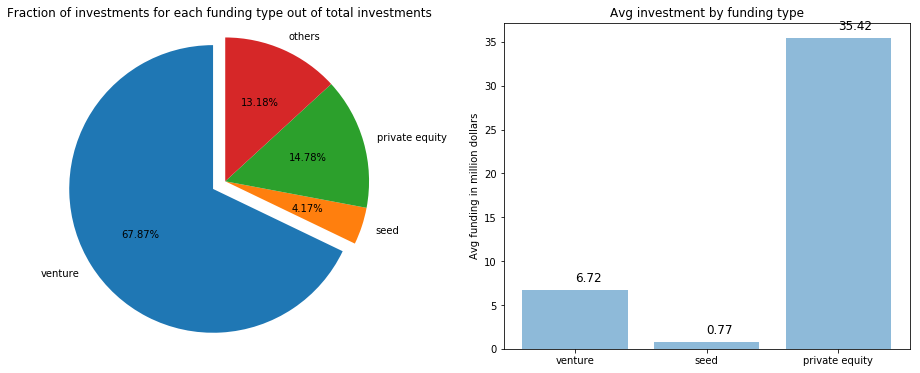 Fraction of investments for each funding type out of total investments
others
13.18%
private equity
14.78%
4.17%
seed
67.87%
venture
Avg investment by funding type
35.42
35
30
25
20
15
10
5
0
Avg funding in million dollars
6.72
0.77
venture
seed
private equity